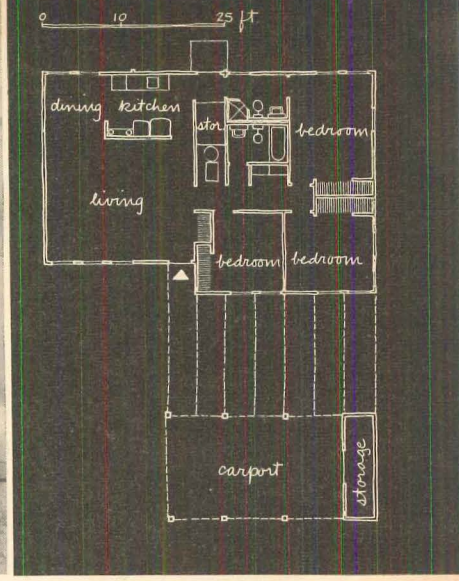 0 10 25 ft
dining kitchen
stor.
bedroom
living
bedroom bedroom
carport
storage